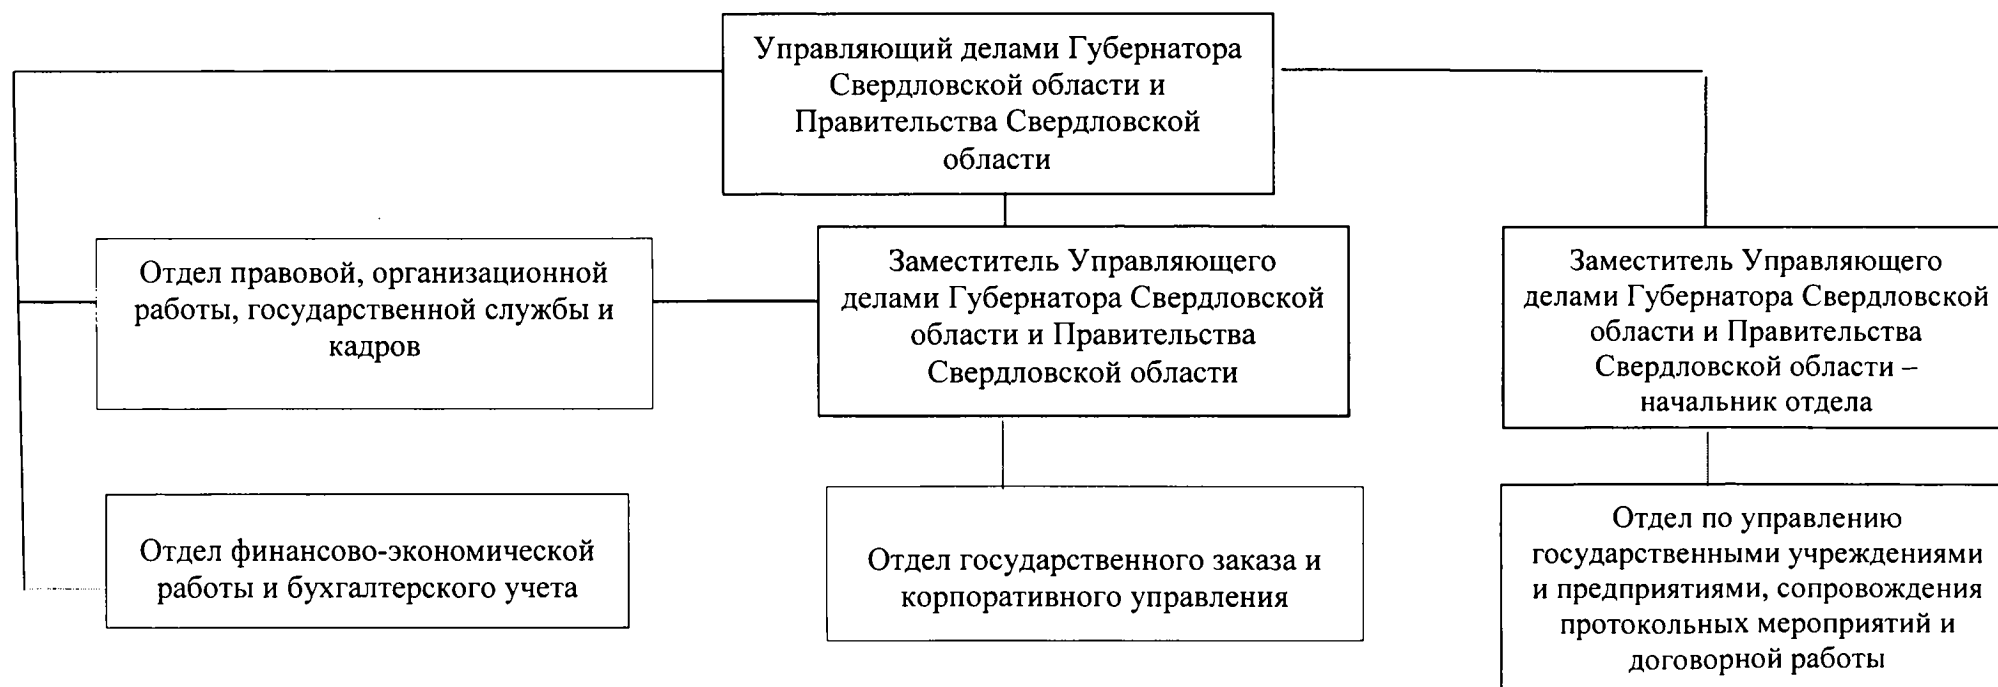 Управляющий делами Губернатора
Свердловской области и
Правительства Свердловской
области
Отдел правовой, организационной
работы, государственной службы и
кадров
Заместитель Управляющего
делами Губернатора Свердловской
области и Правительства
Свердловской области
Заместитель Управляющего
делами Губернатора Свердловской
области и Правительства
Свердловской области –
начальник отдела
Отдел финансово-экономической
работы и бухгалтерского учета
Отдел государственного заказа и
корпоративного управления
Отдел по управлению
государственными учреждениями
и предприятиями, сопровождения
протокольных мероприятий и
договорной работы